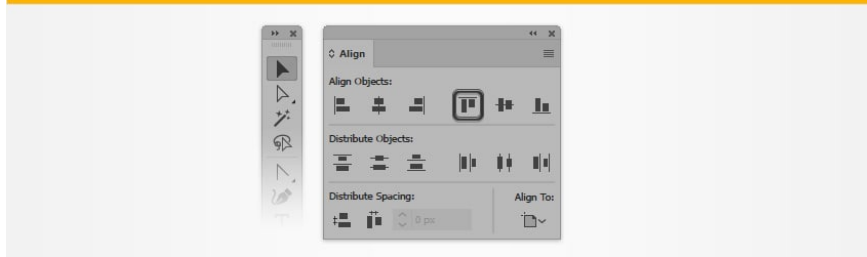 Align
Align Objects:
Distribute Objects:
Distribute Spacing:
Align To:
0 px